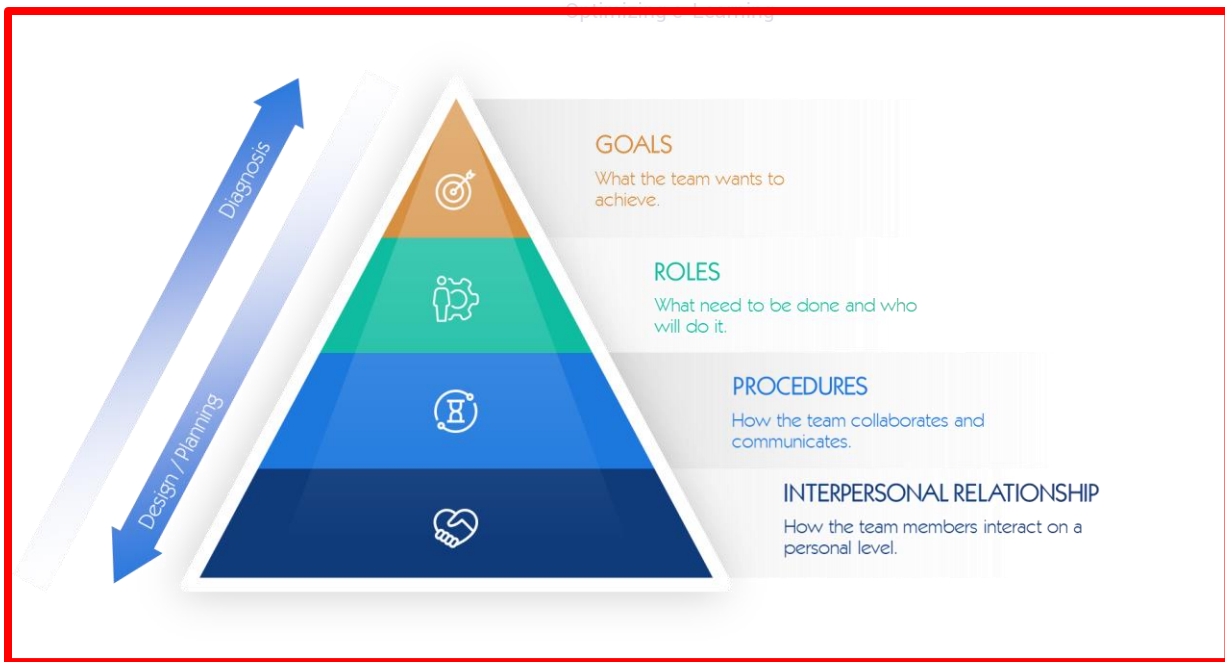 Optimizing e-Learning
Diagnosis
Design / Planning
GOALS
What the team wants to
achieve.
ROLES
What need to be done and who
will do it.
PROCEDURES
How the team collaborates and
communicates.
INTERPERSONAL RELATIONSHIP
How the team members interact on a
personal level.